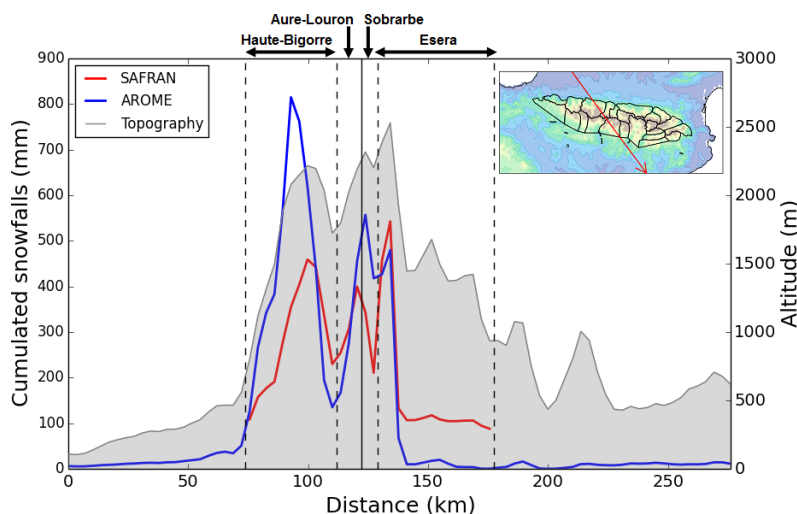 Aure-Louron
Sobrarbe
Haute-Bigorre
Esera
SAFRAN
AROME
Topography
Cumulated snowfalls (mm)
900
800
700
600
500
400
300
200
100
0
Altitude (m)
3000
2500
2000
1500
1000
500
0
0
50
100
150
200
250
Distance (km)